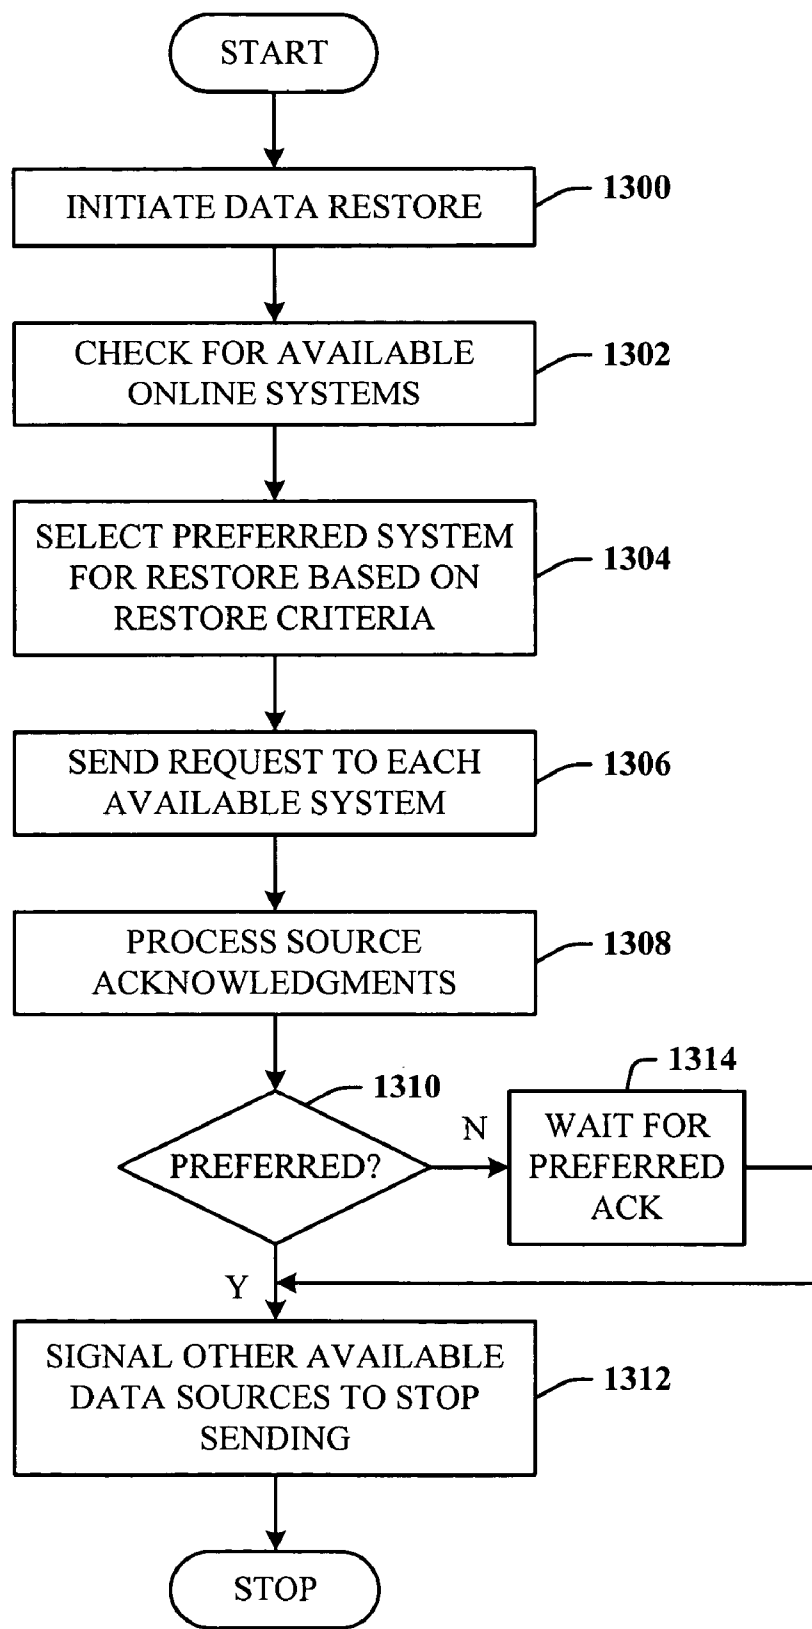 START
INITIATE DATA RESTORE
1300
CHECK FOR AVAILABLE
ONLINE SYSTEMS
1302
SELECT PREFERRED SYSTEM
FOR RESTORE BASED ON
RESTORE CRITERIA
1304
SEND REQUEST TO EACH
AVAILABLE SYSTEM
1306
PROCESS SOURCE
ACKNOWLEDGMENTS
1308
PREFERRED?
1310
N
WAIT FOR
PREFERRED
ACK
1314
Y
SIGNAL OTHER AVAILABLE
DATA SOURCES TO STOP
SENDING
1312
STOP